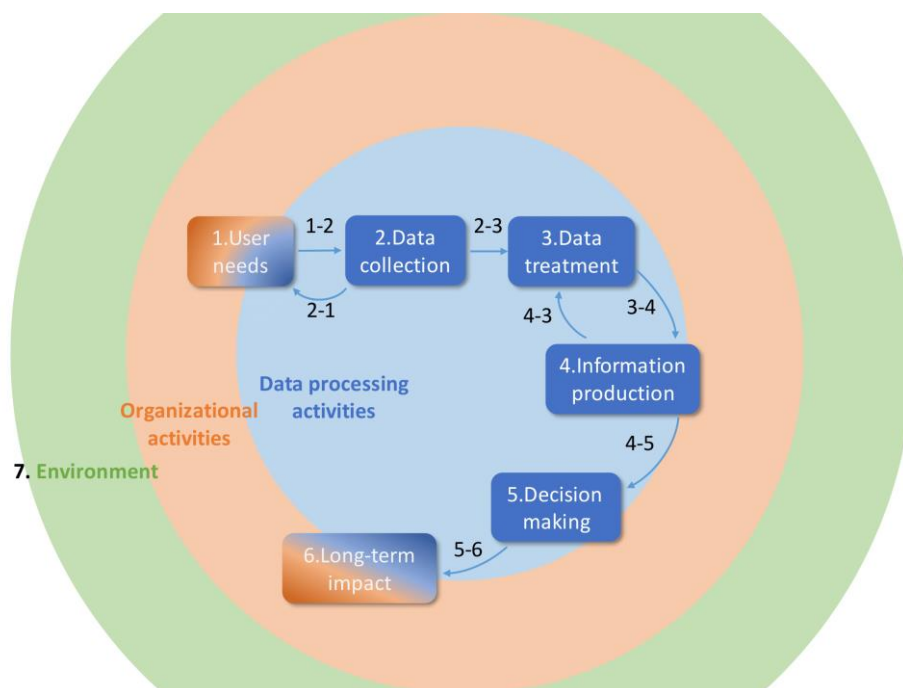 1.User
needs
1-2
2.Data
collection
2-3
3.Data
treatment
2-1
4-3
3-4
4.Information
production
Data processing
activities
Organizational
activities
4-5
7. Environment
5.Decision
making
5-6
6.Long-term
impact